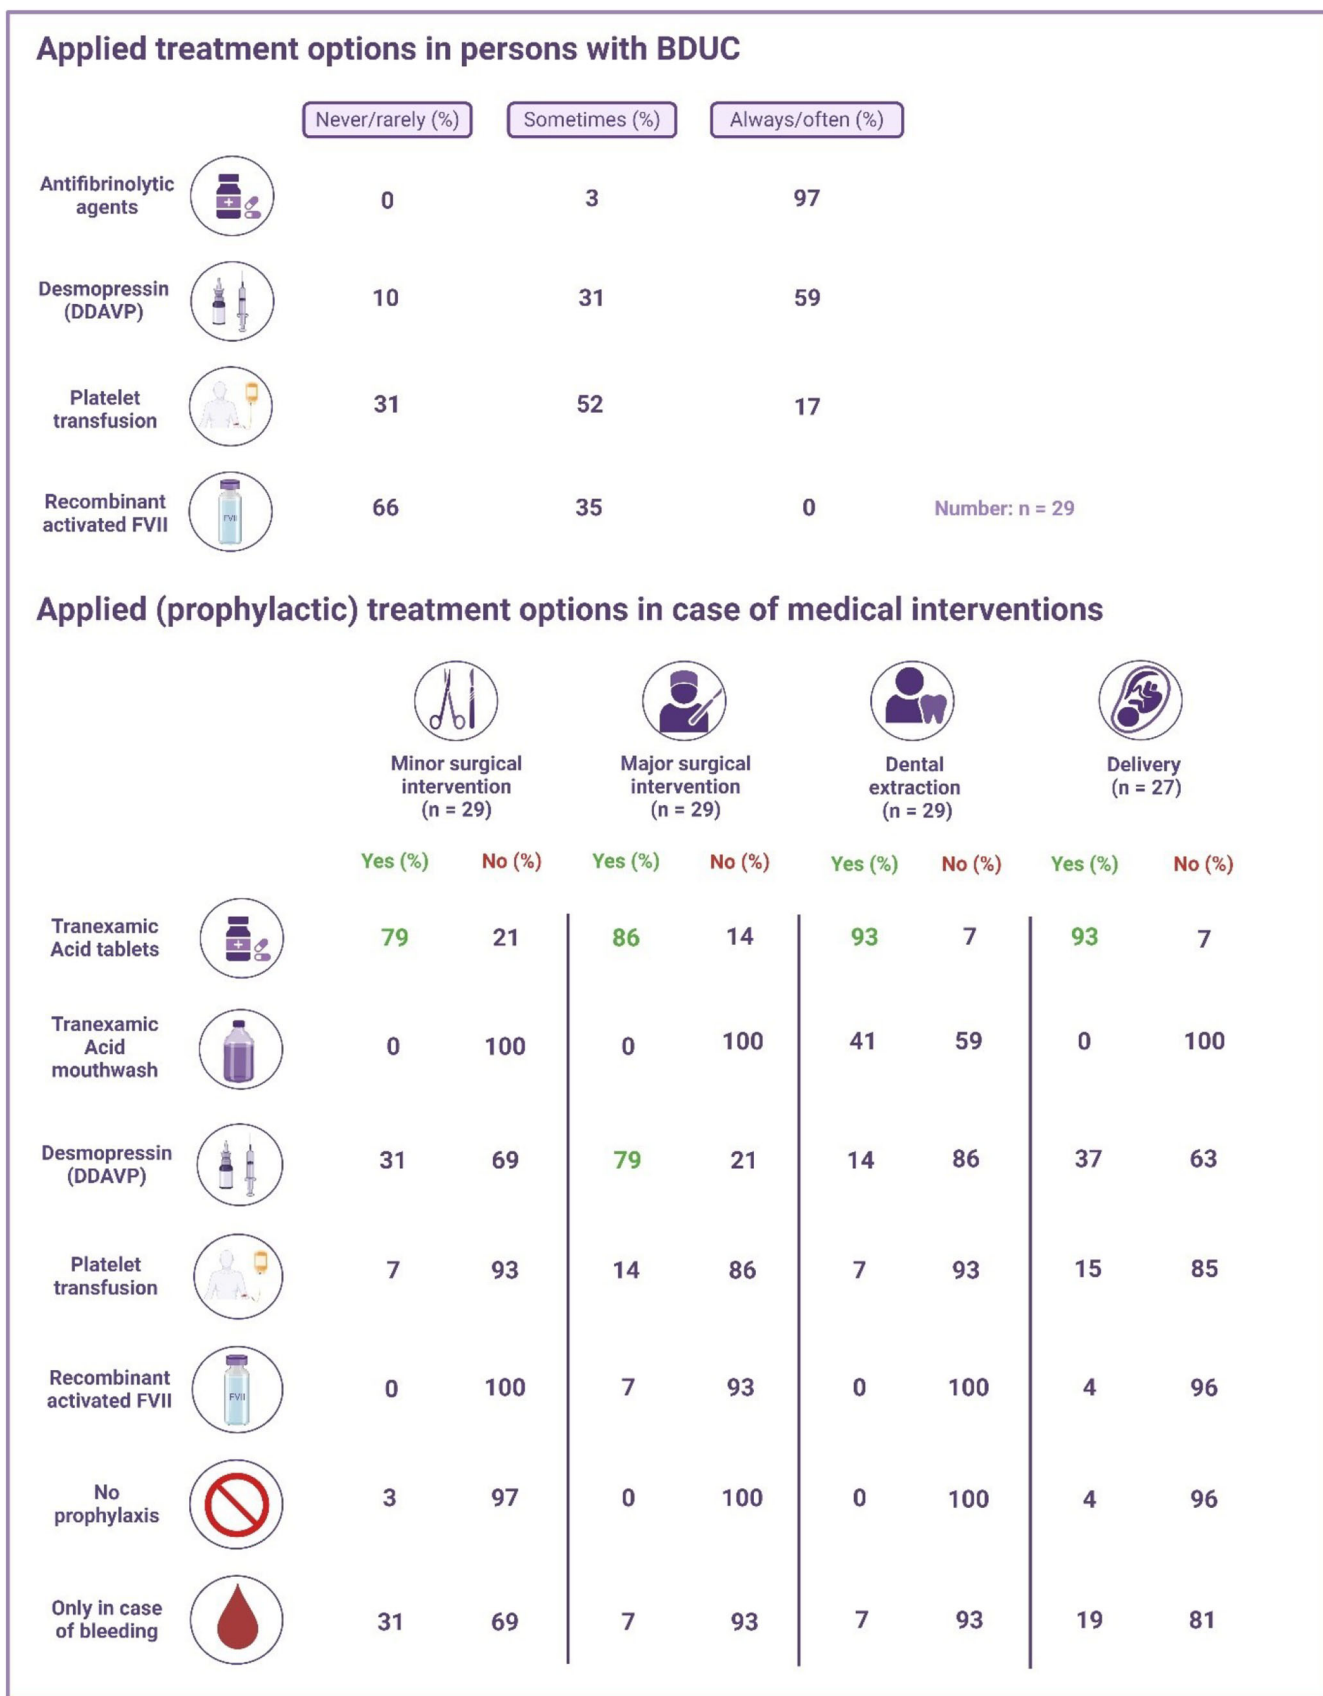 Applied treatment options in persons with BDUC
Never/rarely (%) Sometimes (%) Always/often (%)
Antifibrinolytic
agents
0 3 97
Desmopressin
(DDAVP)
10 31 59
Platelet
transfusion
31 52 17
Recombinant
activated FVII
FVII
66 35 0 Number: n = 29
Applied (prophylactic) treatment options in case of medical interventions
Minor surgical
intervention
(n = 29)
Major surgical
intervention
(n = 29)
Dental
extraction
(n = 29)
Delivery
(n = 27)
Yes (%) No (%) Yes (%) No (%) Yes (%) No (%) Yes (%) No (%)
Tranexamic
Acid tablets
79 21 86 14 93 7 93 7
Tranexamic
Acid
mouthwash
0 100 0 100 41 59 0 100
Desmopressin
(DDAVP)
31 69 79 21 14 86 37 63
Platelet
transfusion
7 93 14 86 7 93 15 85
Recombinant
activated FVII
FVII
0 100 7 93 0 100 4 96
No
prophylaxis
3 97 0 100 0 100 4 96
Only in case
of bleeding
31 69 7 93 7 93 19 81